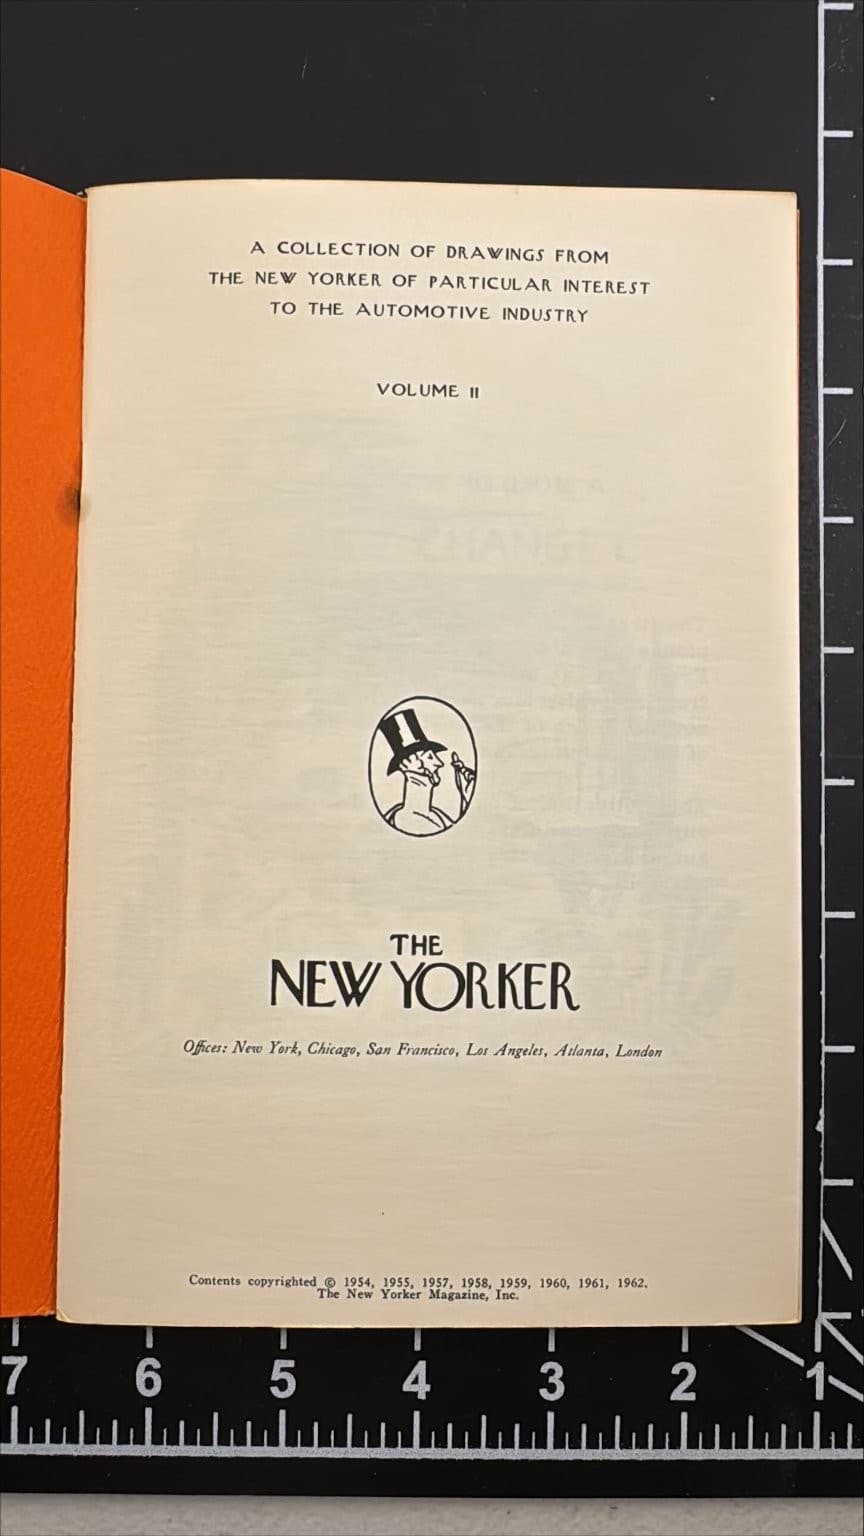 A COLLECTION OF DRAWINGS FROM
THE NEW YORKER OF PARTICULAR INTEREST
TO THE AUTOMOTIVE INDUSTRY
VOLUME II
THE
NEW YORKER
Offices: New York, Chicago, San Francisco, Los Angeles, Atlanta, London
Contents copyrighted © 1954, 1955, 1957, 1958, 1959, 1960, 1961, 1962.
The New Yorker Magazine, Inc.
7 6 5 4 3 2 1